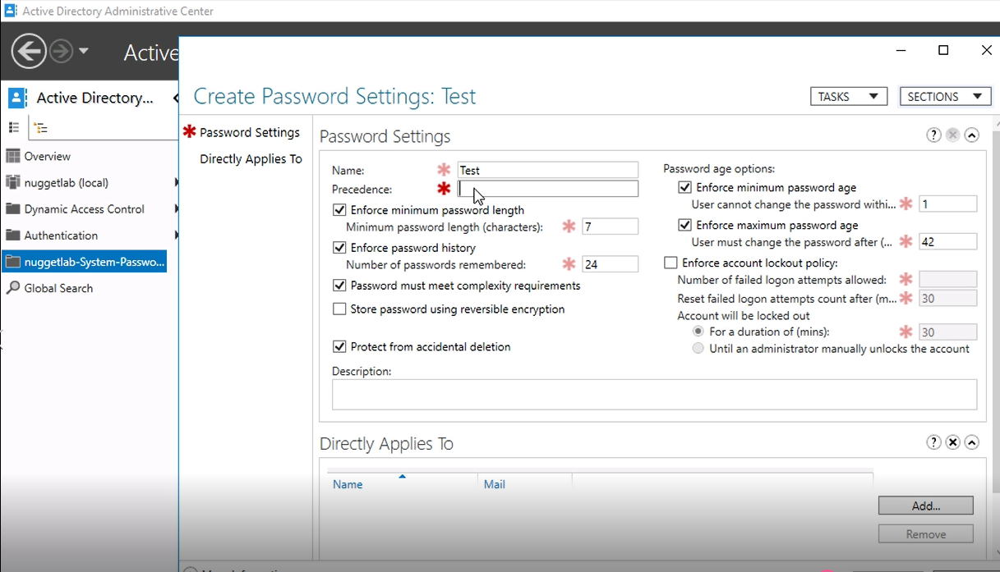 Active Directory Administrative Center
Active
Active Directory...
Overview
nuggetlab (local)
Dynamic Access Control
Authentication
nuggetlab-System-Passwo...
Global Search
Create Password Settings: Test
TASKS
SECTIONS
Password Settings
Directly Applies To
Password Settings
Name: Test
Precedence:
Enforce minimum password length
Minimum password length (characters): 7
Enforce password history
Number of passwords remembered: 24
Password must meet complexity requirements
Store password using reversible encryption
Protect from accidental deletion
Password age options:
Enforce minimum password age
User cannot change the password withi... 1
Enforce maximum password age
User must change the password after (... 42
Enforce account lockout policy:
Number of failed logon attempts allowed:
Reset failed logon attempts count after (m... 30
Account will be locked out
For a duration of (mins): 30
Until an administrator manually unlocks the account
Description:
Directly Applies To
Name Mail
Add...
Remove